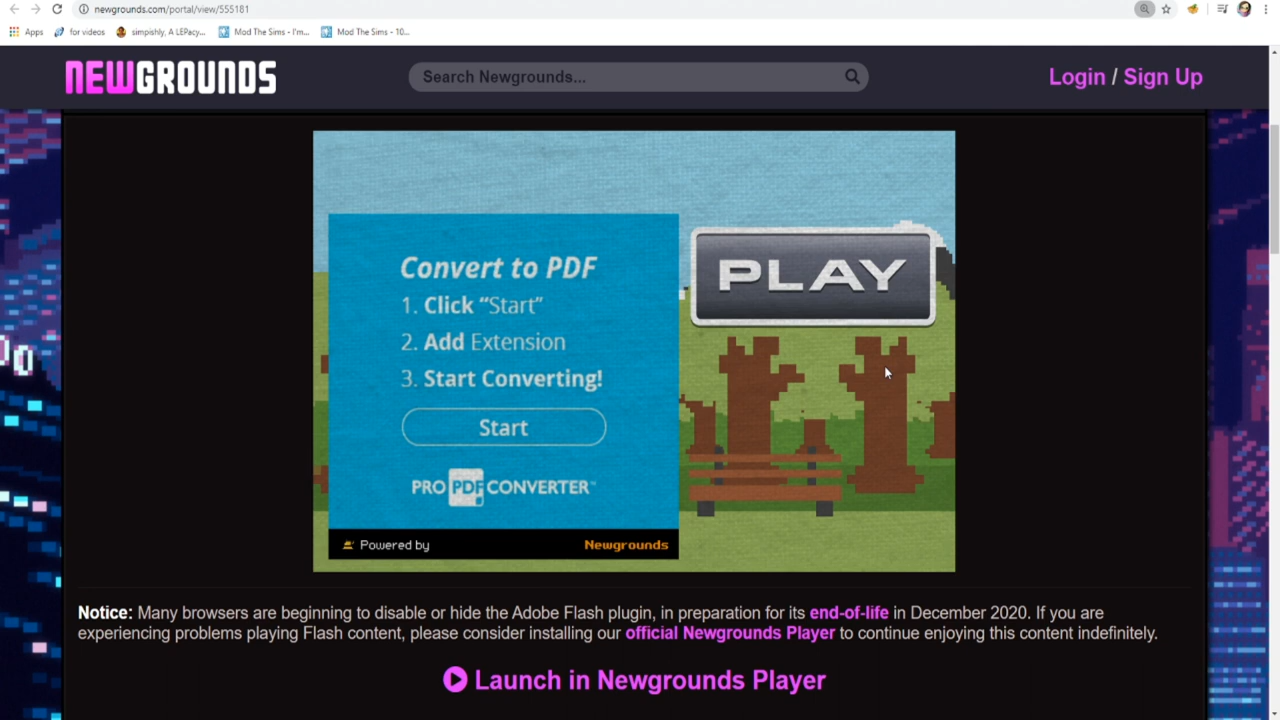 newgrounds.com/portal/view/555181
Apps for videos simpishly, A LEPacy... Mod The Sims - I'm... Mod The Sims - 10...
NEWGROUNDS Search Newgrounds... Login / Sign Up
Convert to PDF
1. Click “Start”
2. Add Extension
3. Start Converting!
Start
PRO PDF CONVERTER™
Powered by Newgrounds
PLAY
Notice: Many browsers are beginning to disable or hide the Adobe Flash plugin, in preparation for its end-of-life in December 2020. If you are
experiencing problems playing Flash content, please consider installing our official Newgrounds Player to continue enjoying this content indefinitely.
Launch in Newgrounds Player